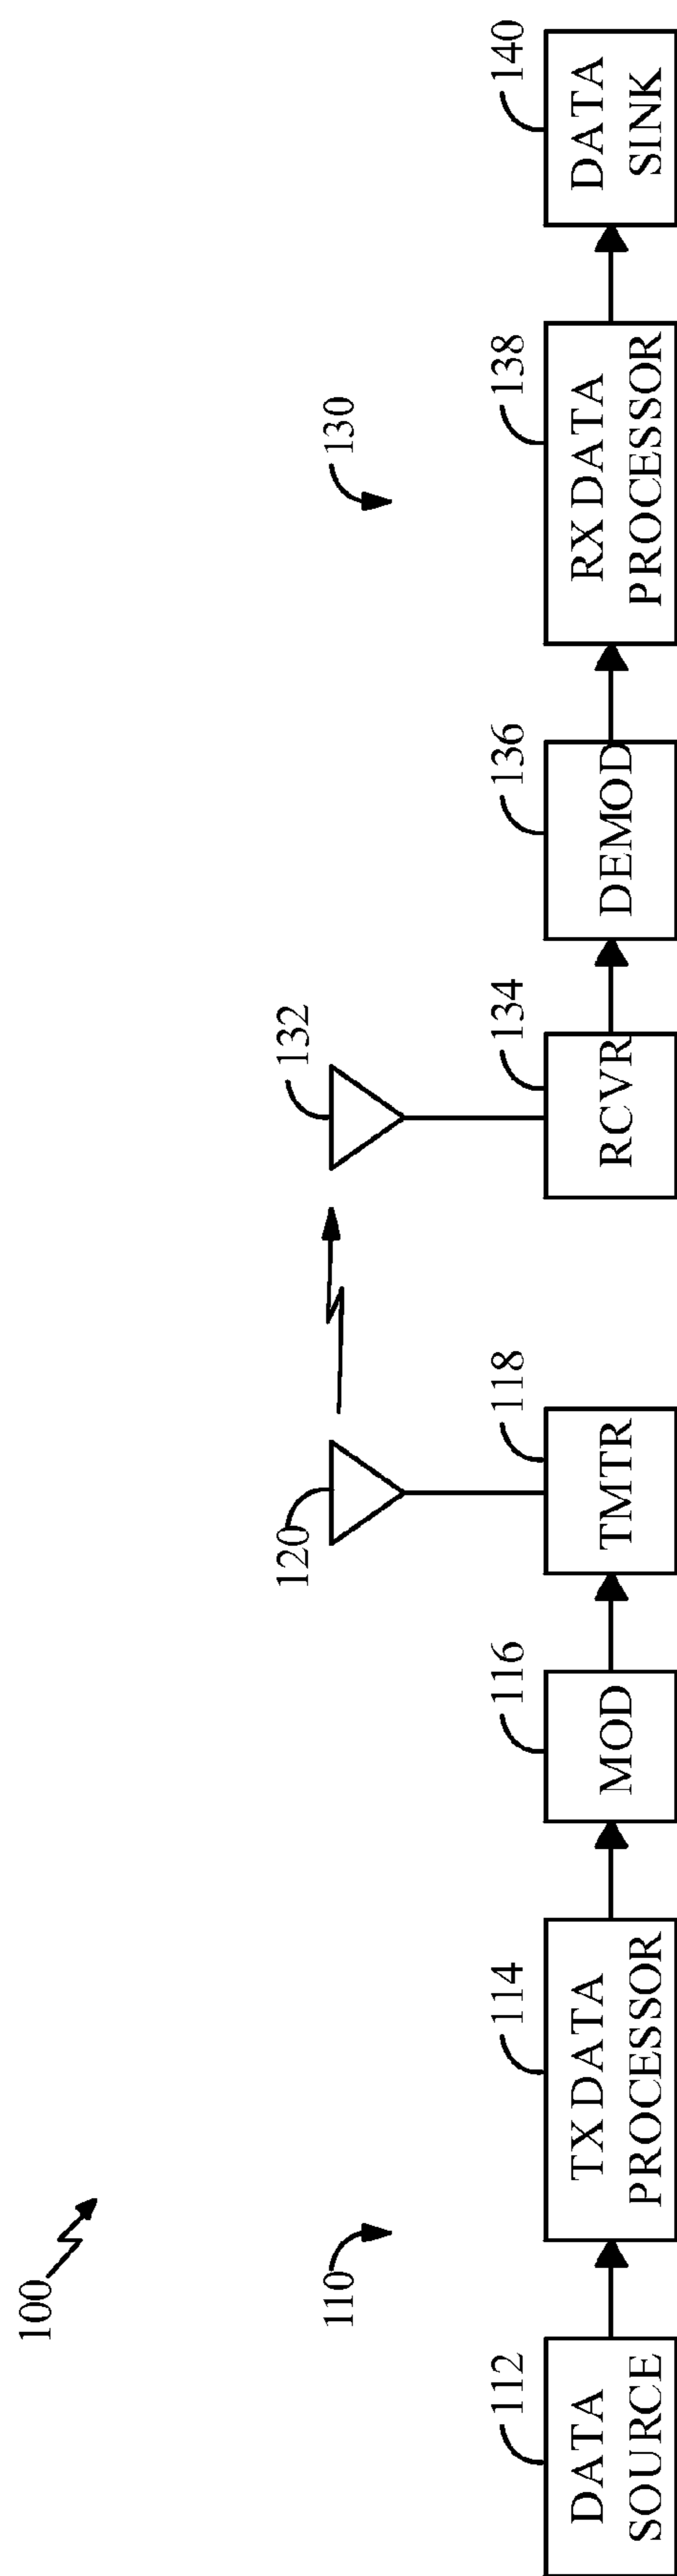 100
110
130
120
132
112
114
116
118
134
136
138
140
DATA
SOURCE
TX DATA
PROCESSOR
MOD
TMTR
RCVR
DEMOD
RX DATA
PROCESSOR
DATA
SINK